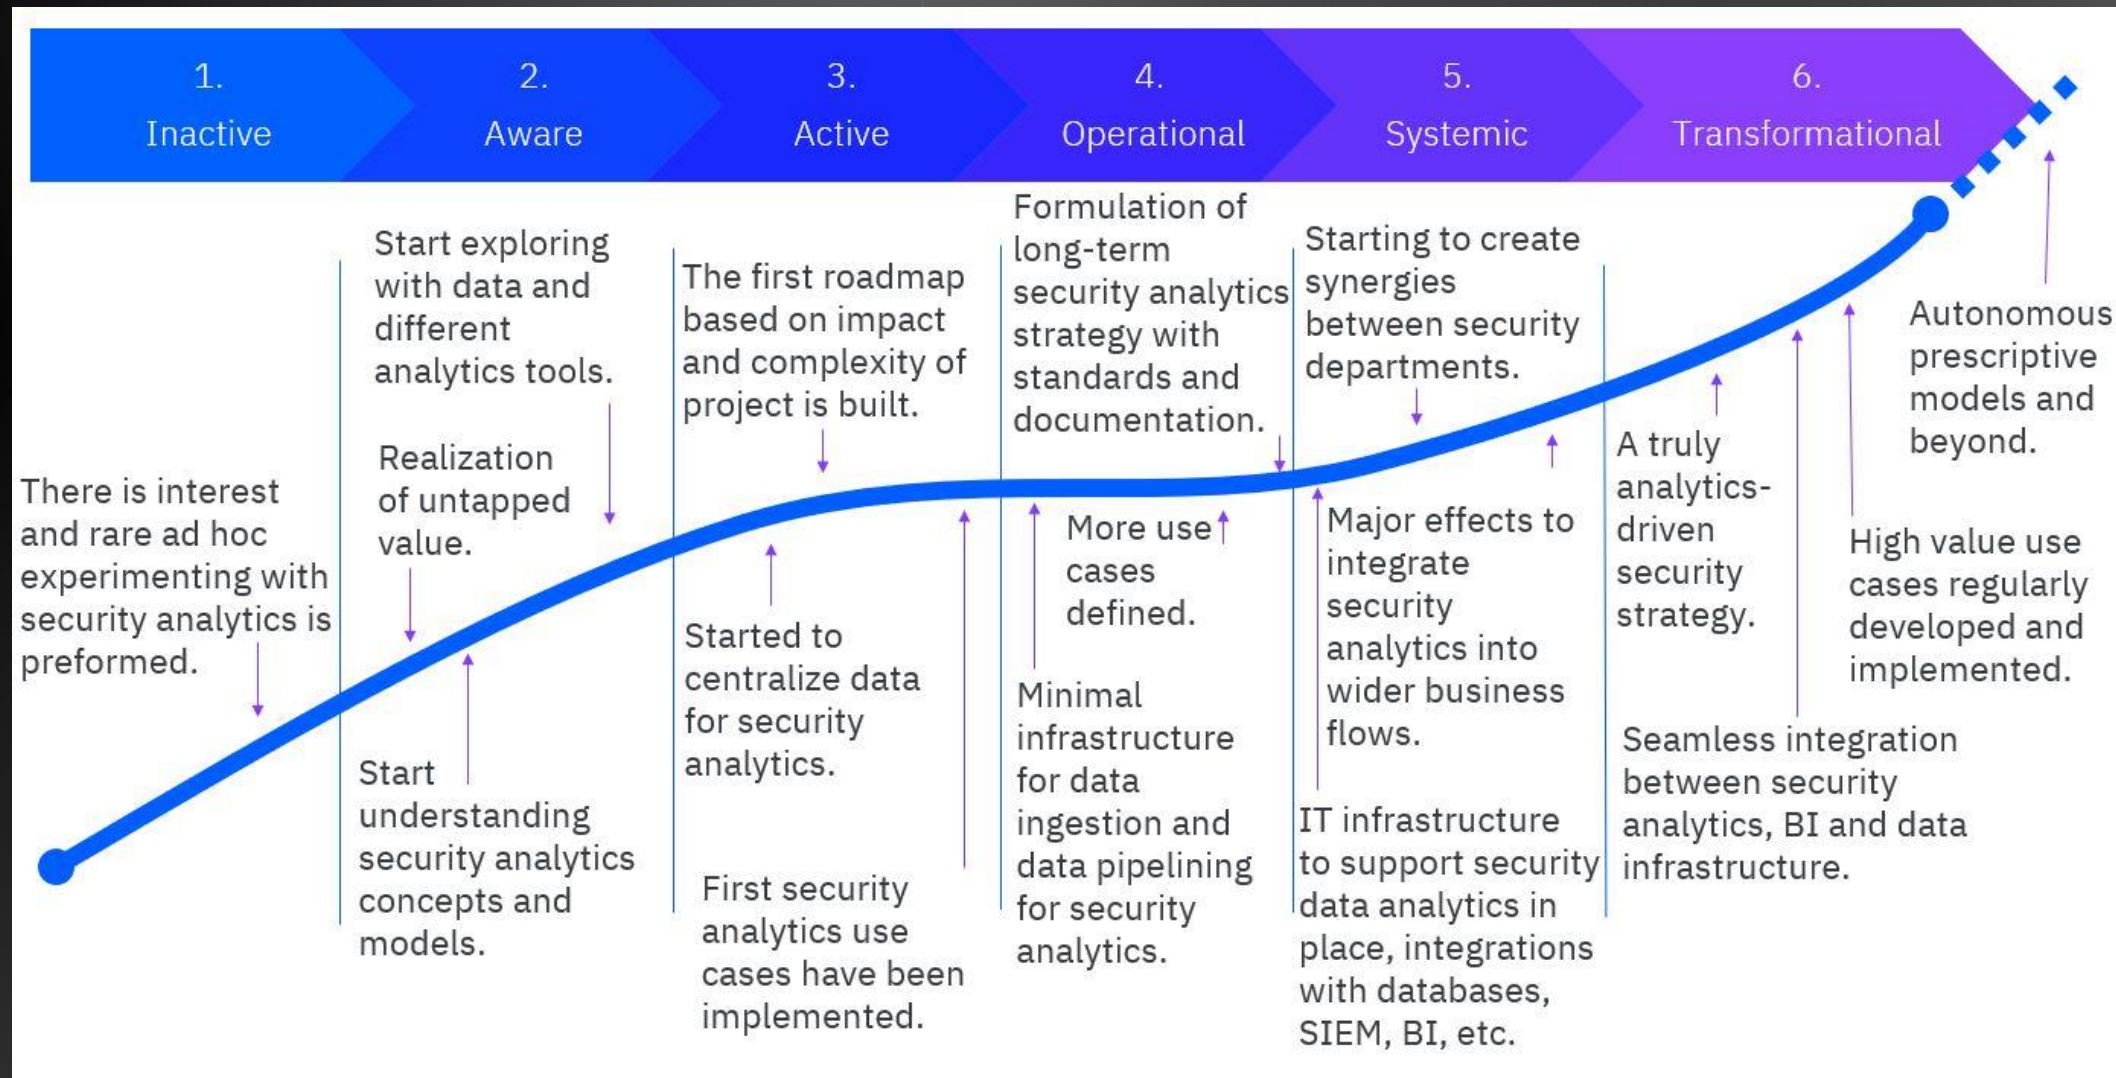 1.
Inactive
2.
Aware
3.
Active
4.
Operational
5.
Systemic
6.
Transformational
There is interest
and rare ad hoc
experimenting with
security analytics is
preformed.
Start exploring
with data and
different
analytics tools.
Realization
of untapped
value.
Start
understanding
security analytics
concepts and
models.
The first roadmap
based on impact
and complexity of
project is built.
Started to
centralize data
for security
analytics.
First security
analytics use
cases have been
implemented.
Formulation of
long-term
security analytics
strategy with
standards and
documentation.
More use
cases
defined.
Minimal
infrastructure
for data
ingestion and
data pipelining
for security
analytics.
Starting to create
synergies
between security
departments.
Major effects to
integrate
security
analytics into
wider business
flows.
IT infrastructure
to support security
data analytics in
place, integrations
with databases,
SIEM, BI, etc.
A truly
analytics-
driven
security
strategy.
Seamless integration
between security
analytics, BI and data
infrastructure.
High value use
cases regularly
developed and
implemented.
Autonomous
prescriptive
models and
beyond.